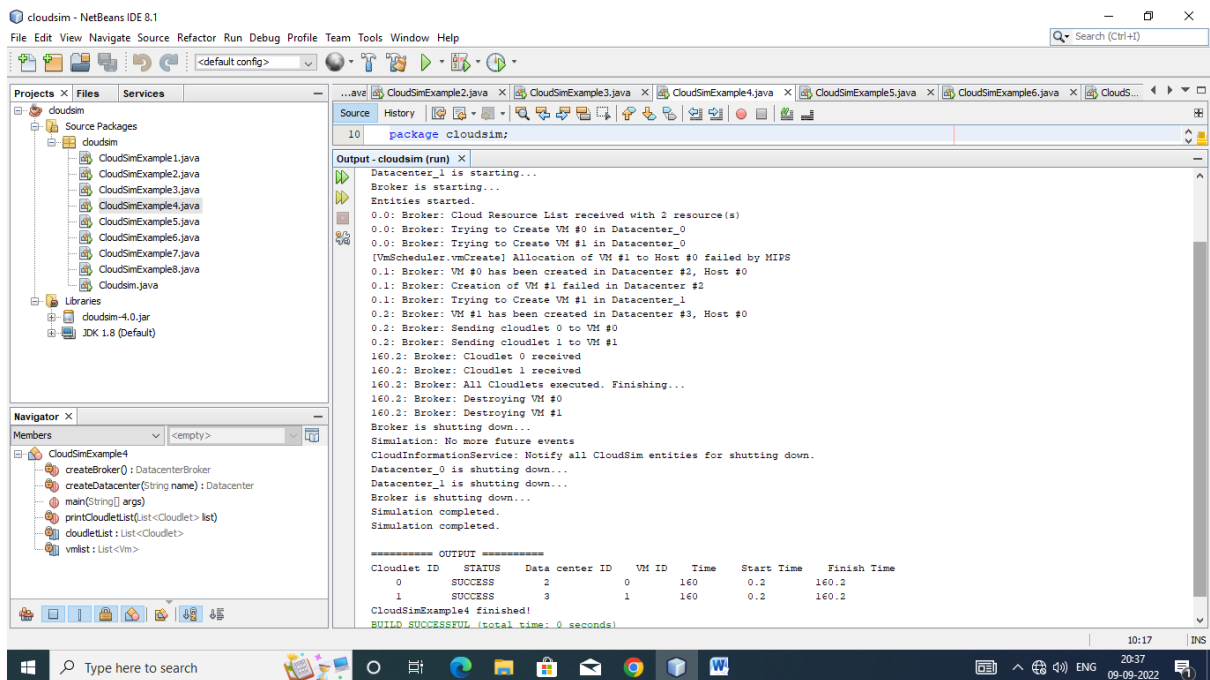 cloudsim - NetBeans IDE 8.1
File Edit View Navigate Source Refactor Run Debug Profile Team Tools Window Help
Search (Ctrl+I)
<default config>
Projects Files Services
cloudsim
Source Packages
cloudsim
CloudSimExample1.java
CloudSimExample2.java
CloudSimExample3.java
CloudSimExample4.java
CloudSimExample5.java
CloudSimExample6.java
CloudSimExample7.java
CloudSimExample8.java
Cloudsim.java
Libraries
cloudsim-4.0.jar
JDK 1.8 (Default)
Navigator
Members <empty>
CloudSimExample4
createBroker() : DatacenterBroker
createDatacenter(String name) : Datacenter
main(String[] args)
printCloudletList(List<Cloudlet> list)
cloudletList : List<Cloudlet>
vmlist : List<Vm>
...ava CloudSimExample2.java CloudSimExample3.java CloudSimExample4.java CloudSimExample5.java CloudSimExample6.java CloudS...
Source History
10 package cloudsim;
Output - cloudsim (run)
Datacenter_1 is starting...
Broker is starting...
Entities started.
0.0: Broker: Cloud Resource List received with 2 resource(s)
0.0: Broker: Trying to Create VM #0 in Datacenter_0
0.0: Broker: Trying to Create VM #1 in Datacenter_0
[VmScheduler.vmCreate] Allocation of VM #1 to Host #0 failed by MIPS
0.1: Broker: VM #0 has been created in Datacenter #2, Host #0
0.1: Broker: Creation of VM #1 failed in Datacenter #2
0.1: Broker: Trying to Create VM #1 in Datacenter_1
0.2: Broker: VM #1 has been created in Datacenter #3, Host #0
0.2: Broker: Sending cloudlet 0 to VM #0
0.2: Broker: Sending cloudlet 1 to VM #1
160.2: Broker: Cloudlet 0 received
160.2: Broker: Cloudlet 1 received
160.2: Broker: All Cloudlets executed. Finishing...
160.2: Broker: Destroying VM #0
160.2: Broker: Destroying VM #1
Broker is shutting down...
Simulation: No more future events
CloudInformationService: Notify all CloudSim entities for shutting down.
Datacenter_0 is shutting down...
Datacenter_1 is shutting down...
Broker is shutting down...
Simulation completed.
Simulation completed.
========== OUTPUT ==========
Cloudlet ID STATUS Data center ID VM ID Time Start Time Finish Time
0 SUCCESS 2 0 160 0.2 160.2
1 SUCCESS 3 1 160 0.2 160.2
CloudSimExample4 finished!
BUILD SUCCESSFUL (total time: 0 seconds)
10:17 INS
Type here to search
ENG
20:37
09-09-2022
1